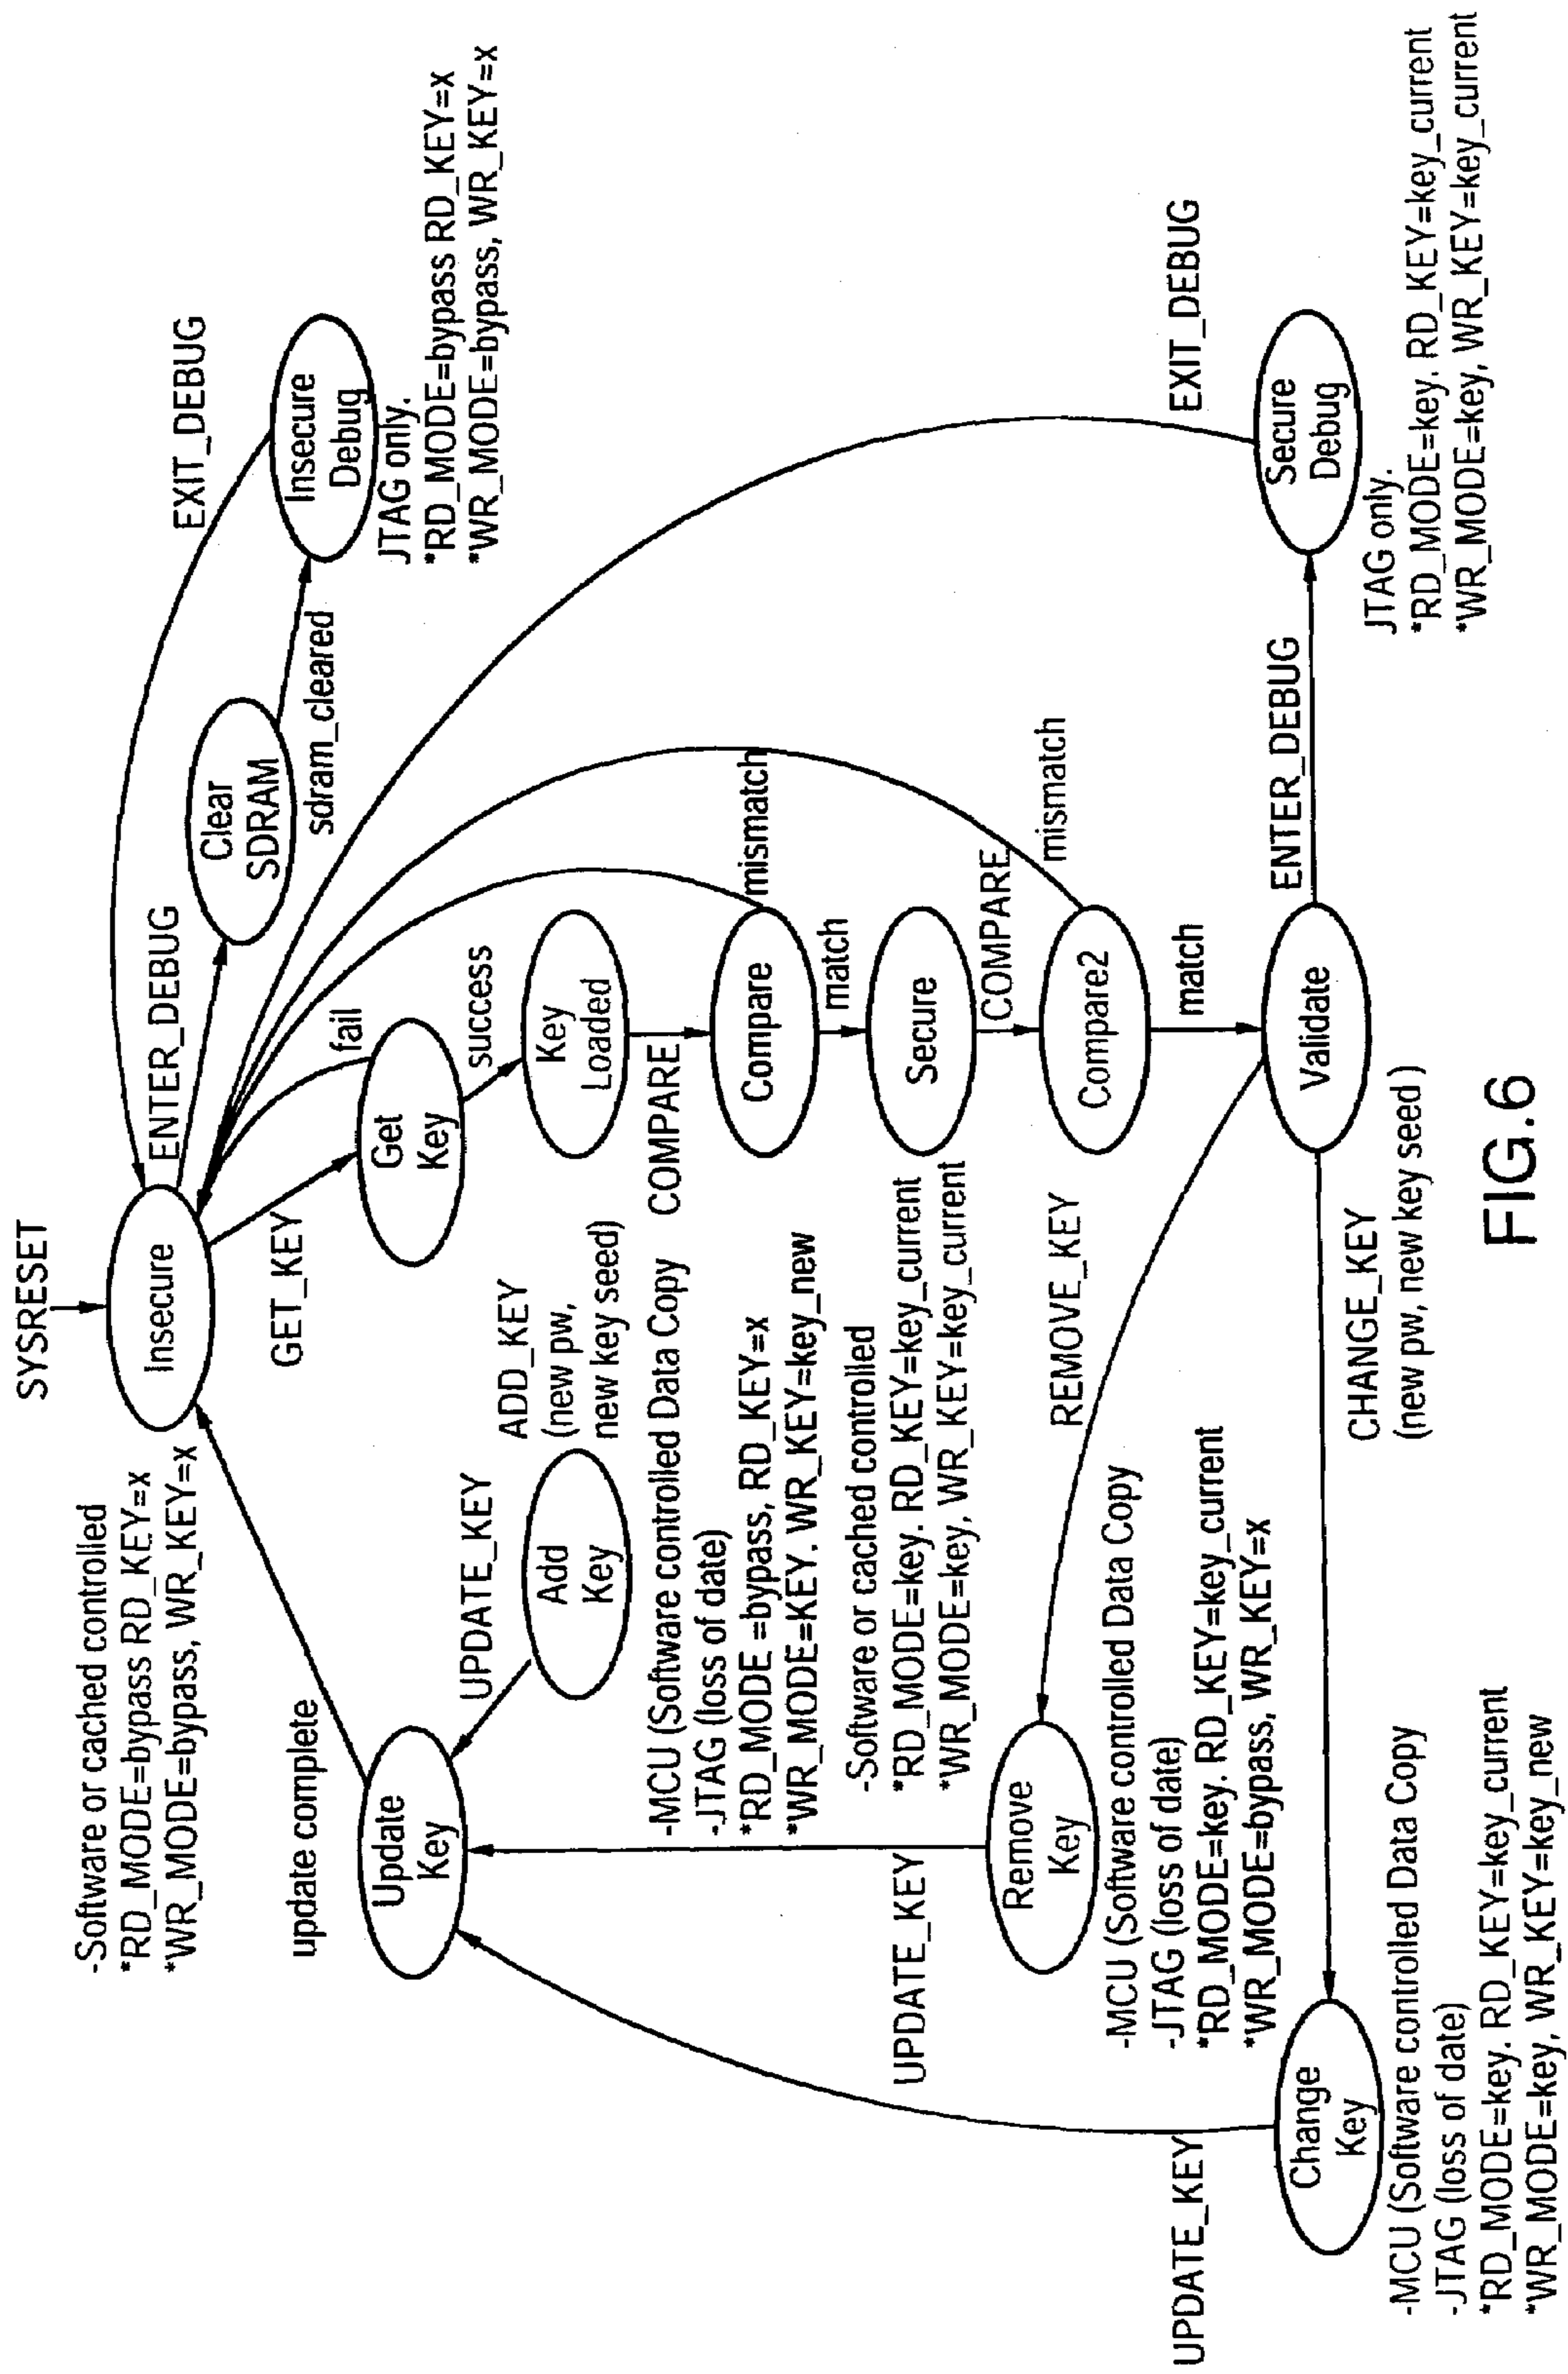 SYSRESET
Insecure
-Software or cached controlled
*RD_MODE=bypass RD_KEY=x
*WR_MODE=bypass, WR_KEY=x
ENTER_DEBUG
EXIT_DEBUG
Clear
SDRAM
sdram_cleared
Insecure
Debug
JTAG only.
*RD_MODE=bypass RD_KEY=x
*WR_MODE=bypass, WR_KEY=x
GET_KEY
Get
Key
fail
success
Key
Loaded
COMPARE
Compare
mismatch
match
Secure
-Software or cached controlled
*RD_MODE=key. RD_KEY=key_current
*WR_MODE=key, WR_KEY=key_current
COMPARE
Compare2
mismatch
match
Validate
ENTER_DEBUG
Secure
Debug
EXIT_DEBUG
JTAG only.
*RD_MODE=key. RD_KEY=key_current
*WR_MODE=key, WR_KEY=key_current
update complete
Update
Key
UPDATE_KEY
Add
Key
ADD_KEY
(new pw,
new key seed)
-MCU (Software controlled Data Copy
-JTAG (loss of date)
*RD_MODE =bypass, RD_KEY=x
*WR_MODE=KEY. WR_KEY=key_new
REMOVE_KEY
UPDATE_KEY
Remove
Key
-MCU (Software controlled Data Copy
-JTAG (loss of date)
*RD_MODE=key. RD_KEY=key_current
*WR_MODE=bypass, WR_KEY=x
CHANGE_KEY
(new pw, new key seed )
UPDATE_KEY
Change
Key
-MCU (Software controlled Data Copy
-JTAG (loss of date)
*RD_MODE=key. RD_KEY=key_current
*WR_MODE=key, WR_KEY=key_new
FIG.6